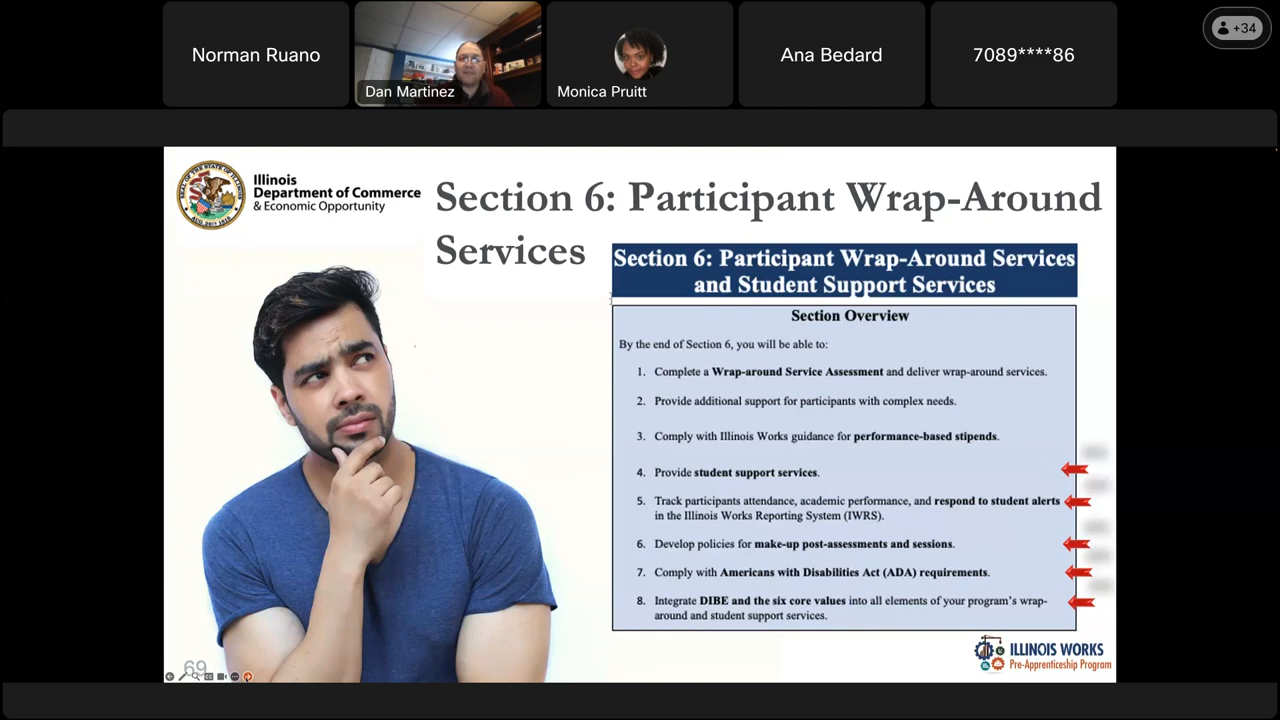 Norman Ruano
Dan Martinez
Monica Pruitt
Ana Bedard
7089****86
+34
Illinois
Department of Commerce
& Economic Opportunity
Section 6: Participant Wrap-Around
Services
Section 6: Participant Wrap-Around Services
and Student Support Services
Section Overview
By the end of Section 6, you will be able to:
1. Complete a Wrap-around Service Assessment and deliver wrap-around services.
2. Provide additional support for participants with complex needs.
3. Comply with Illinois Works guidance for performance-based stipends.
4. Provide student support services.
5. Track participants attendance, academic performance, and respond to student alerts
in the Illinois Works Reporting System (IWRS).
6. Develop policies for make-up post-assessments and sessions.
7. Comply with Americans with Disabilities Act (ADA) requirements.
8. Integrate DIBE and the six core values into all elements of your program's wrap-
around and student support services.
69
ILLINOIS WORKS
Pre-Apprenticeship Program